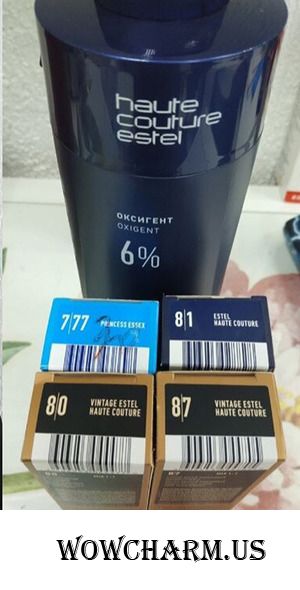 haute
couture
estel
ОКСИГЕНТ
OXIGENT
6%
7|77 PRINCESS ESSEX
8|1 ESTEL
HAUTE COUTURE
8|0 VINTAGE ESTEL
HAUTE COUTURE
8|7 VINTAGE ESTEL
HAUTE COUTURE
WOWCHARM.US